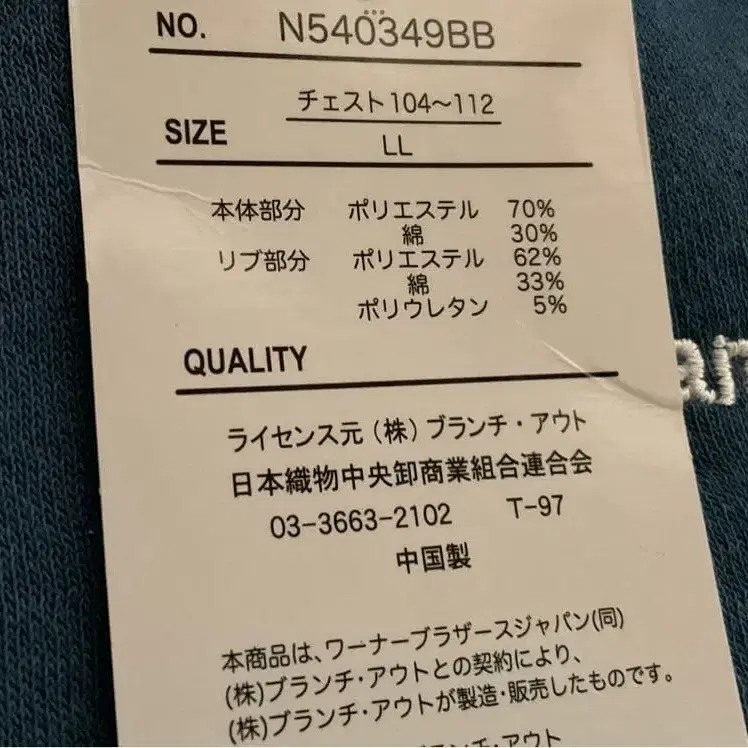 NO. N540349BB
チェスト104〜112
SIZE
LL
本体部分 ポリエステル 70%
綿 30%
リブ部分 ポリエステル 62%
綿 33%
ポリウレタン 5%
QUALITY
ライセンス元(株)ブランチ・アウト
日本織物中央卸商業組合連合会
03-3663-2102 T-97
中国製
本商品は、ワーナーブラザースジャパン(同)
(株)ブランチ・アウトとの契約により、
(株)ブランチ・アウトが製造・販売したものです。
ランチ・アウト